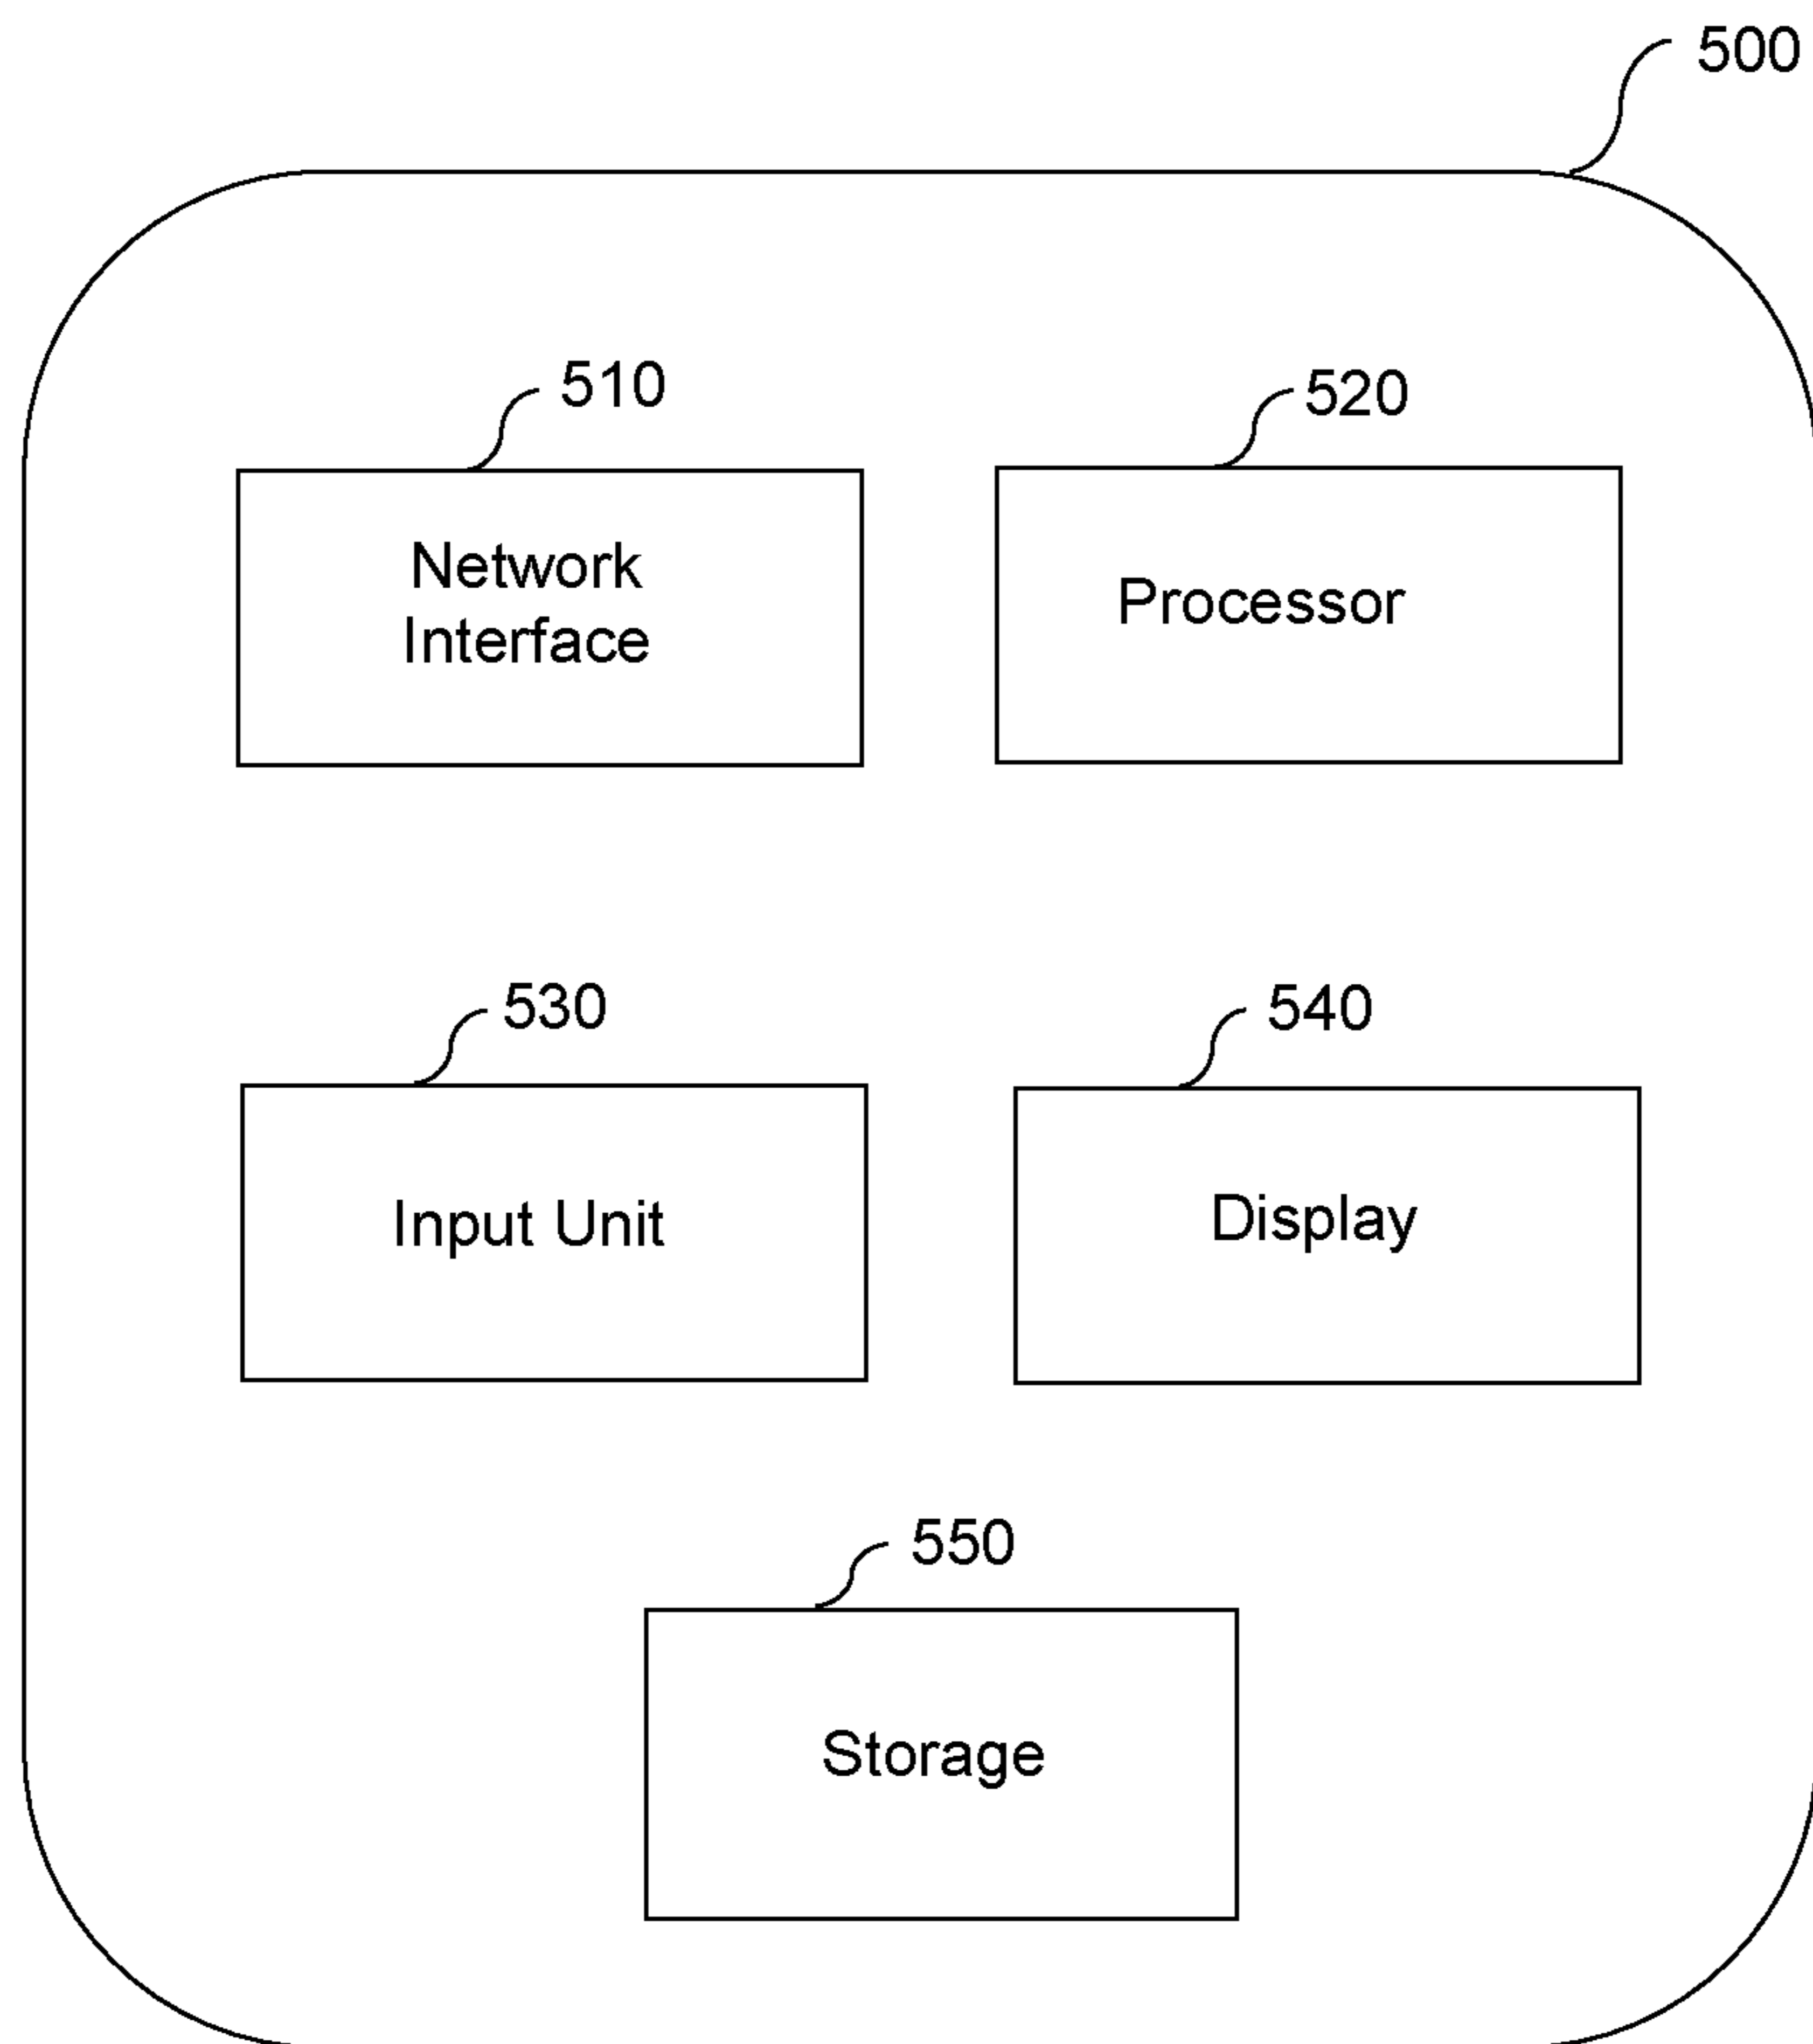 500
510
520
Network
Interface
Processor
530
540
Input Unit
Display
550
Storage